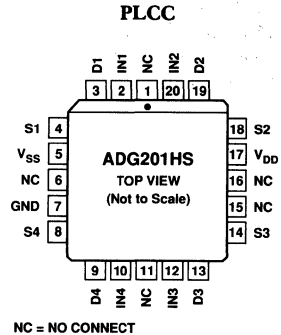 PLCC
D1 IN1 NC IN2 D2
3 2 1 20 19
S1 4 18 S2
VSS 5 17 VDD
NC 6 16 NC
GND 7 15 NC
S4 8 14 S3
ADG201HS
TOP VIEW
(Not to Scale)
9 10 11 12 13
D4 IN4 NC IN3 D3
NC = NO CONNECT